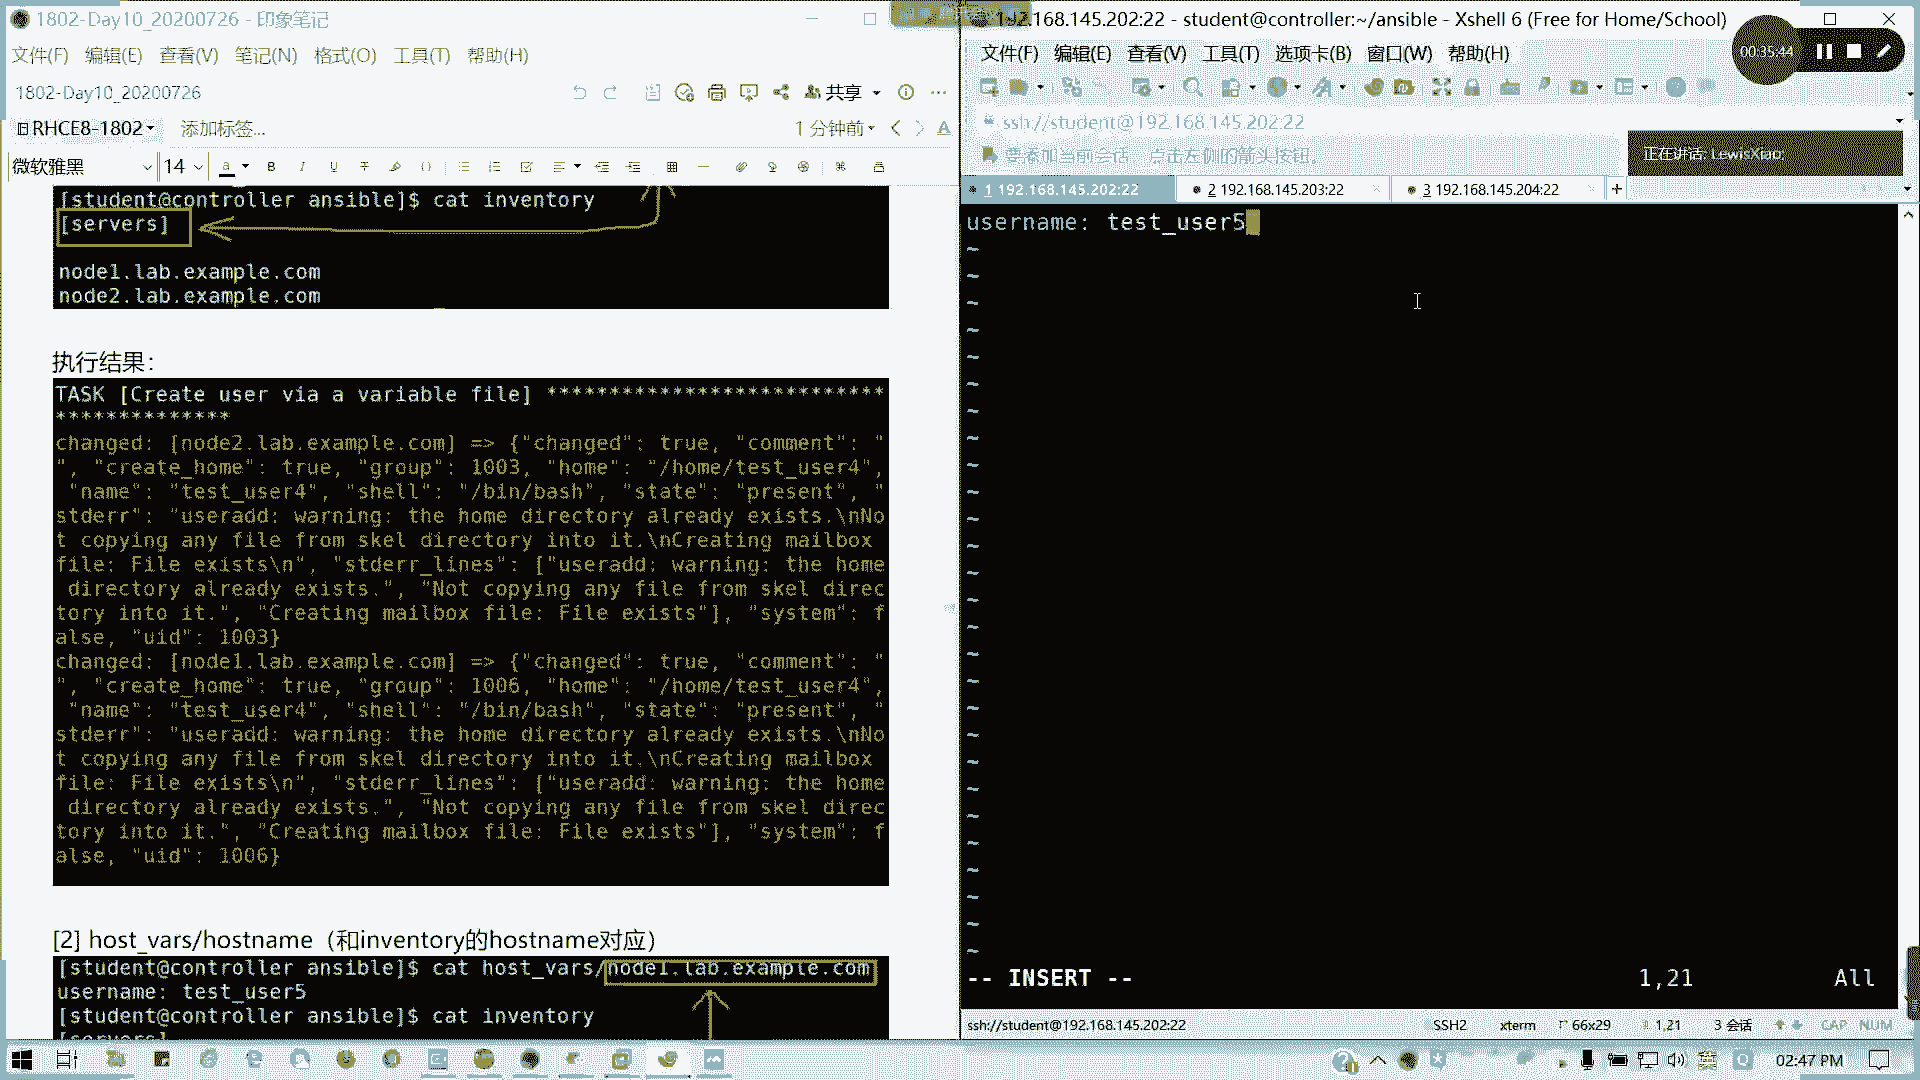 1802-Day10_20200726 - 印象笔记
文件(F) 编辑(E) 查看(V) 笔记(N) 格式(O) 工具(T) 帮助(H)
1802-Day10_20200726
共享
RHCE8-1802
添加标签...
1 分钟前
微软雅黑
14
[student@controller ansible]$ cat inventory
[servers]
node1.lab.example.com
node2.lab.example.com
执行结果：
TASK [Create user via a variable file] ***************************
**************
changed: [node2.lab.example.com] => {"changed": true, "comment": "
", "create_home": true, "group": 1003, "home": "/home/test_user4",
"name": "test_user4", "shell": "/bin/bash", "state": "present", "
stderr": "useradd: warning: the home directory already exists.\nNo
t copying any file from skel directory into it.\nCreating mailbox
file: File exists\n", "stderr_lines": ["useradd: warning: the home
directory already exists.", "Not copying any file from skel direc
tory into it.", "Creating mailbox file: File exists"], "system": f
alse, "uid": 1003}
changed: [node1.lab.example.com] => {"changed": true, "comment": "
", "create_home": true, "group": 1006, "home": "/home/test_user4",
"name": "test_user4", "shell": "/bin/bash", "state": "present", "
stderr": "useradd: warning: the home directory already exists.\nNo
t copying any file from skel directory into it.\nCreating mailbox
file: File exists\n", "stderr_lines": ["useradd: warning: the home
directory already exists.", "Not copying any file from skel direc
tory into it.", "Creating mailbox file: File exists"], "system": f
alse, "uid": 1006}
[2] host_vars/hostname（和inventory的hostname对应）
[student@controller ansible]$ cat host_vars/node1.lab.example.com
username: test_user5
[student@controller ansible]$ cat inventory
[servers]
192.168.145.202:22 - student@controller:~/ansible - Xshell 6 (Free for Home/School)
00:35:44
文件(F) 编辑(E) 查看(V) 工具(T) 选项卡(B) 窗口(W) 帮助(H)
ssh://student@192.168.145.202:22
要添加当前会话，点击左侧的箭头按钮。
正在讲话: LewisXiao;
1 192.168.145.202:22
2 192.168.145.203:22
3 192.168.145.204:22
username: test_user5
-- INSERT --
1,21
All
ssh://student@192.168.145.202:22
SSH2
xterm
66x29
1,21
3 会话
CAP NUM
英
02:47 PM